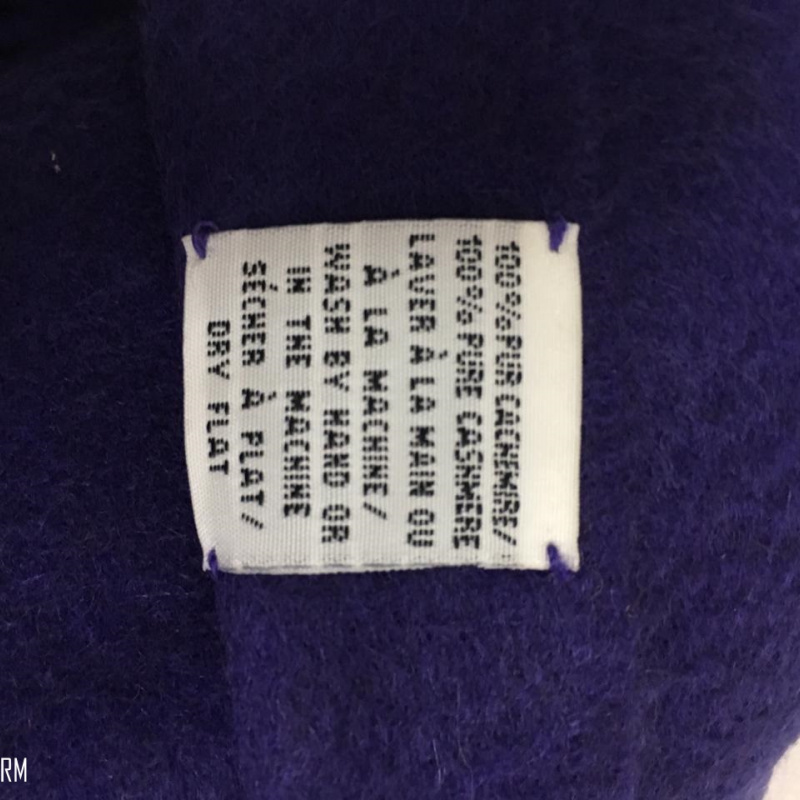 100 % PUR CACHEMIRE/
100 % PURE CASHMERE
LAVER À LA MAIN OU
À LA MACHINE/
WASH BY HAND OR
IN THE MACHINE
SÉCHER À PLAT/
DRY FLAT
RM